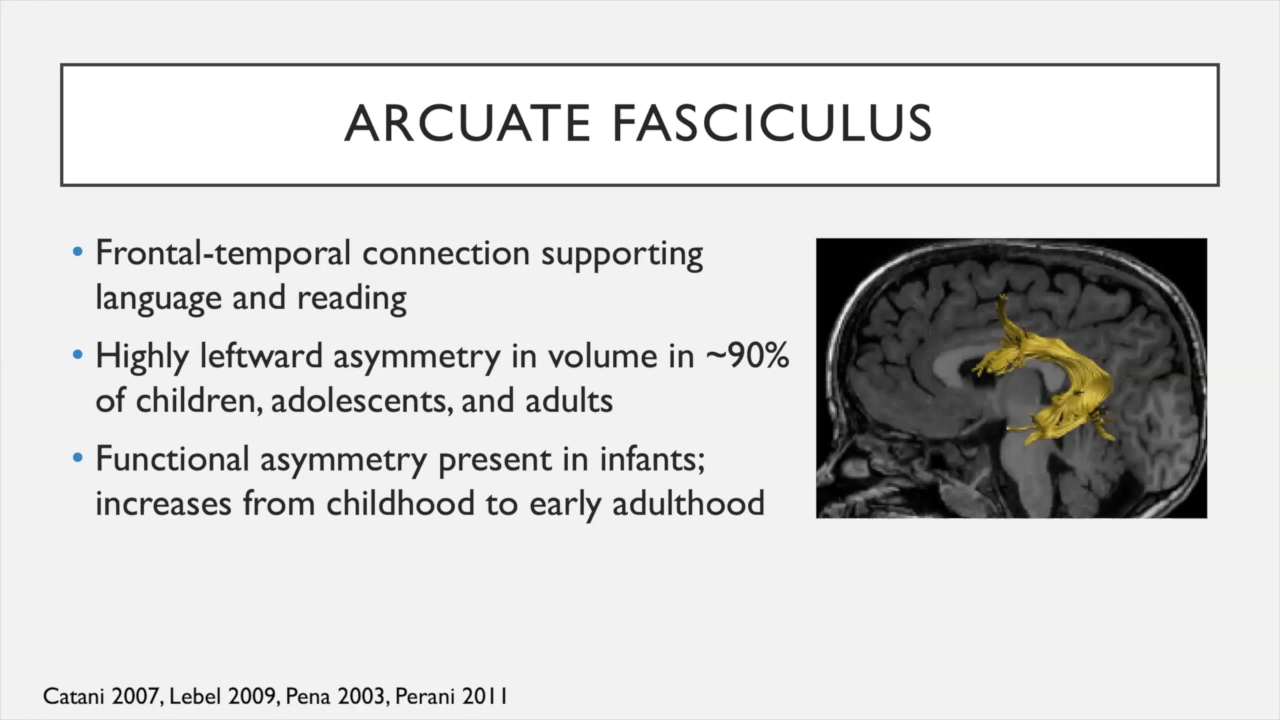 ARCUATE FASCICULUS
• Frontal-temporal connection supporting
language and reading
• Highly leftward asymmetry in volume in ~90%
of children, adolescents, and adults
• Functional asymmetry present in infants;
increases from childhood to early adulthood
Catani 2007, Lebel 2009, Pena 2003, Perani 2011